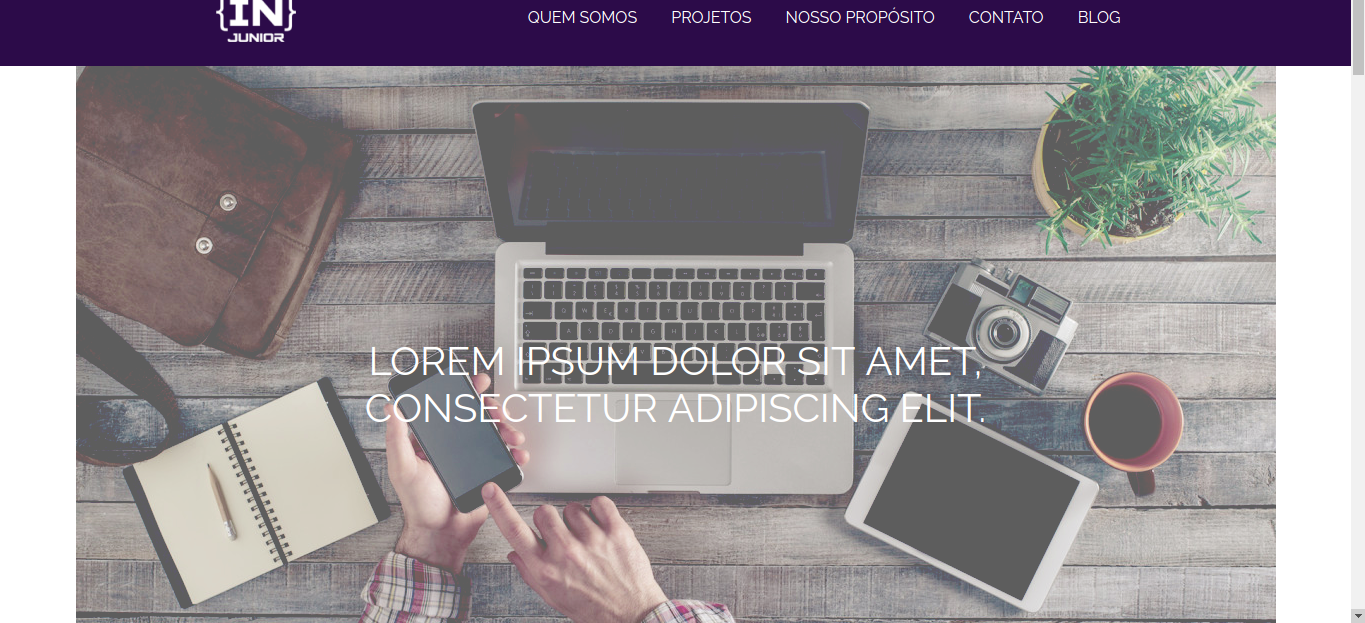 {IN}
JUNIOR
QUEM SOMOS PROJETOS NOSSO PROPÓSITO CONTATO BLOG
LOREM IPSUM DOLOR SIT AMET,
CONSECTETUR ADIPISCING ELIT.